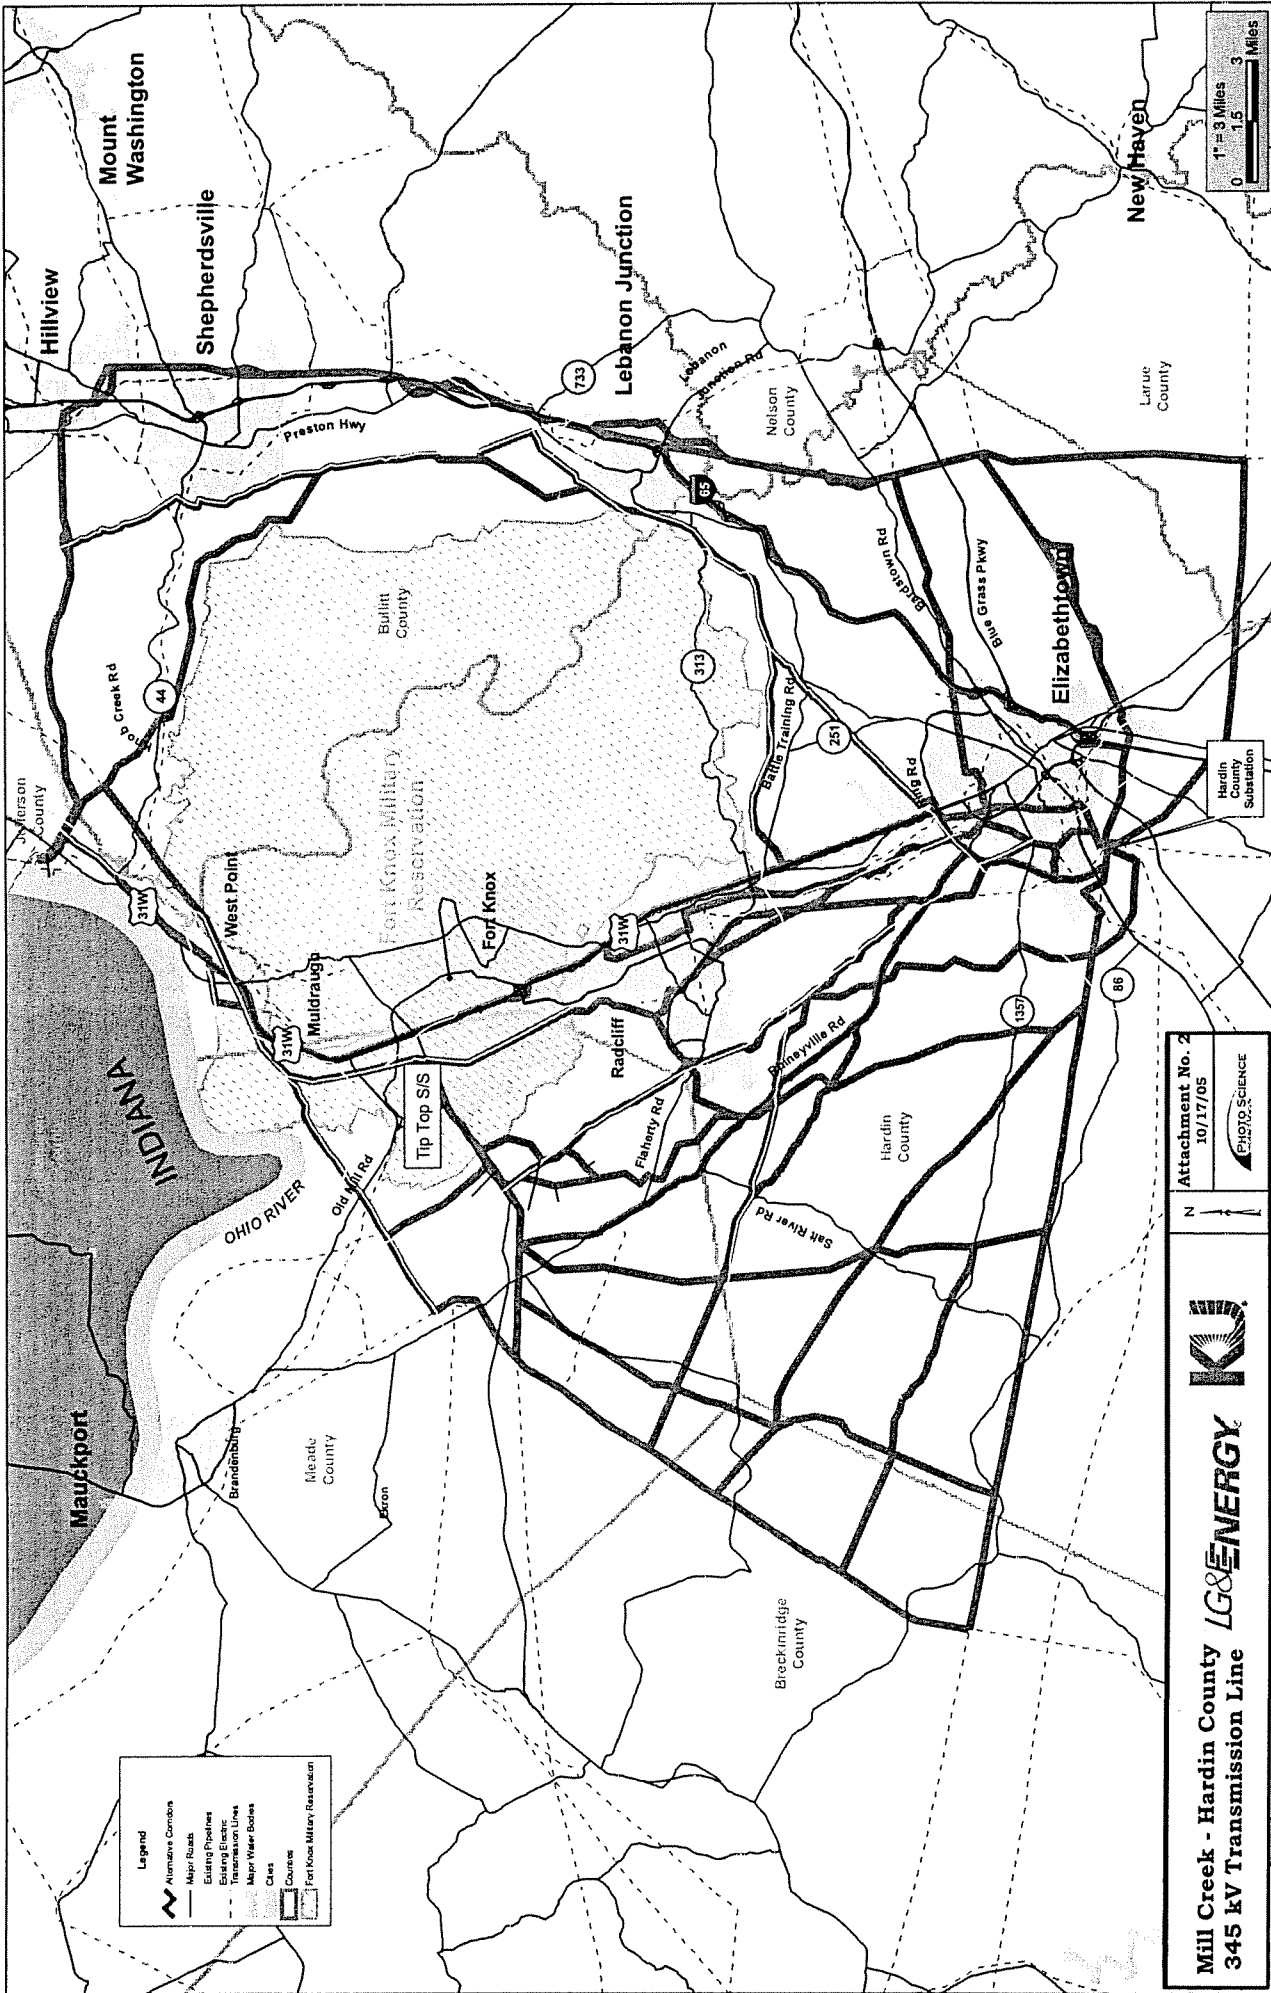 Mauckport
INDIANA
OHIO RIVER
Jefferson
County
Hillview
Mount
Washington
Shepherdsville
Preston Hwy
Knob Creek Rd
44
31W
West Point
Muldraugh
31W
Brandenburg
Meade
County
Ekron
Old Mill Rd
Tip Top S/S
Fort Knox
Fort Knox Military
Reservation
Bullitt
County
31W
Radcliff
Flaherty Rd
Rineyville Rd
Salt River Rd
313
Battle Training Rd
251
Ring Rd
733
Lebanon Junction
Lebanon
Junction Rd
65
Nelson
County
Bardstown Rd
Blue Grass Pkwy
Elizabethtown
Larue
County
New Haven
Hardin
County
1357
86
Breckinridge
County
Hardin
County
Substation
Legend
Alternative Corridors
Major Roads
Existing Pipelines
Existing Electric
Transmission Lines
Major Water Bodies
Cities
Counties
Fort Knox Military Reservation
1" = 3 Miles
0 1.5 3
Miles
Mill Creek - Hardin County
345 kV Transmission Line
LG&E ENERGY
KU
N
Attachment No. 2
10/17/05
PHOTO SCIENCE